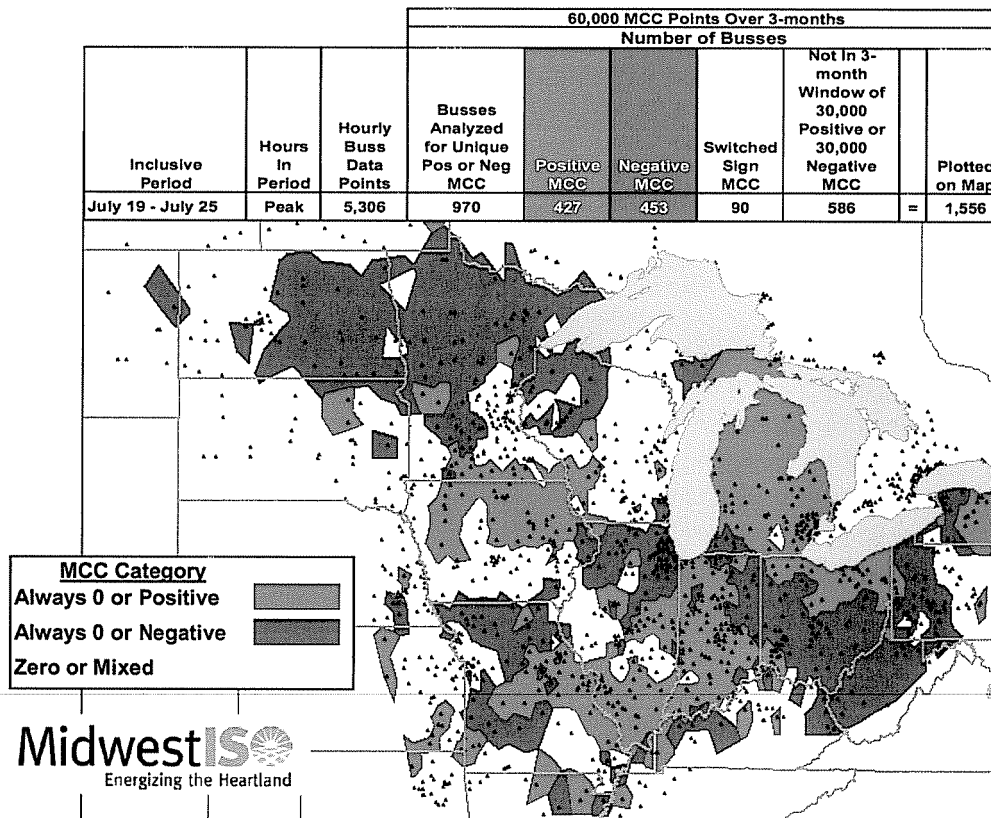 60,000 MCC Points Over 3-months
Number of Busses
Inclusive
Period
Hours
In
Period
Hourly
Buss
Data
Points
Busses
Analyzed
for Unique
Pos or Neg
MCC
Positive
MCC
Negative
MCC
Switched
Sign
MCC
Not In 3-
month
Window of
30,000
Positive or
30,000
Negative
MCC
Plotted
on Map
July 19 - July 25 Peak 5,306 970 427 453 90 586 = 1,556
MCC Category
Always 0 or Positive
Always 0 or Negative
Zero or Mixed
MidwestISO
Energizing the Heartland